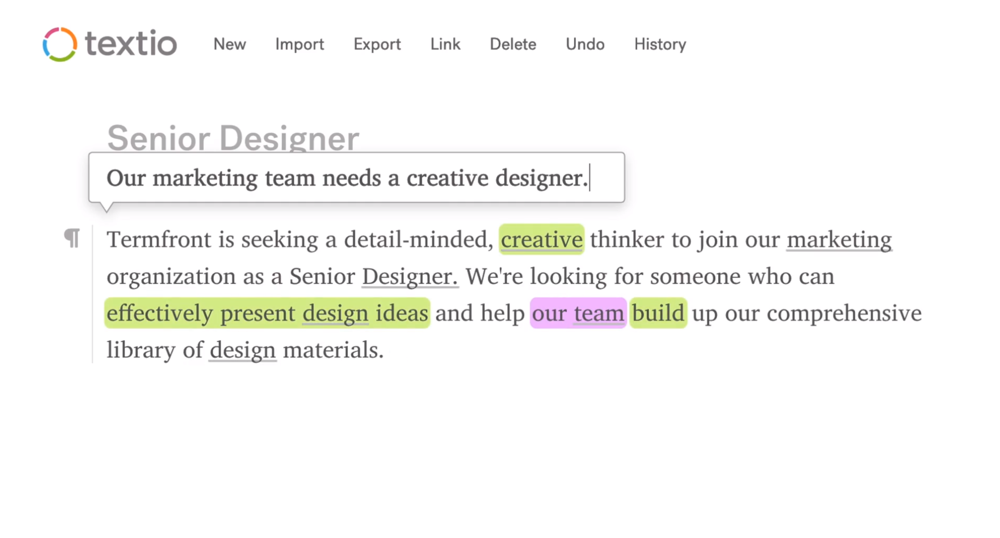 textio New Import Export Link Delete Undo History
Senior Designer
Our marketing team needs a creative designer.
¶ Termfront is seeking a detail-minded, creative thinker to join our marketing
organization as a Senior Designer. We're looking for someone who can
effectively present design ideas and help our team build up our comprehensive
library of design materials.